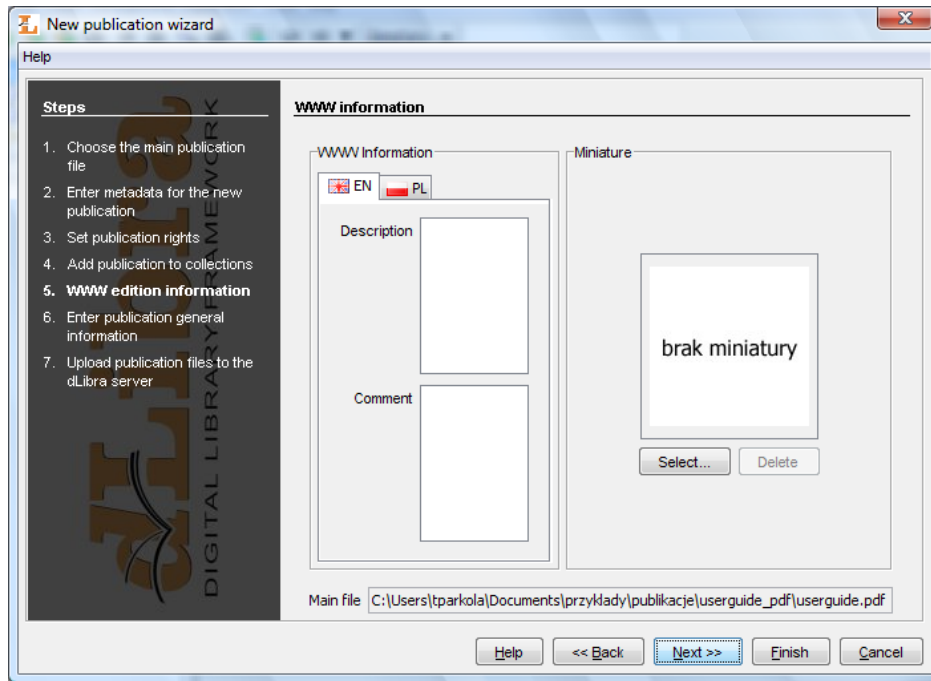 New publication wizard
Help
Steps
1. Choose the main publication
file
2. Enter metadata for the new
publication
3. Set publication rights
4. Add publication to collections
5. WWW edition information
6. Enter publication general
information
7. Upload publication files to the
dLibra server
dLibra
DIGITAL LIBRARY FRAMEWORK
WWW information
WWW Information
EN
PL
Description
Comment
Miniature
brak miniatury
Select...
Delete
Main file C:\Users\tparkola\Documents\przyklady\publikacje\userguide_pdf\userguide.pdf
Help
<< Back
Next >>
Finish
Cancel